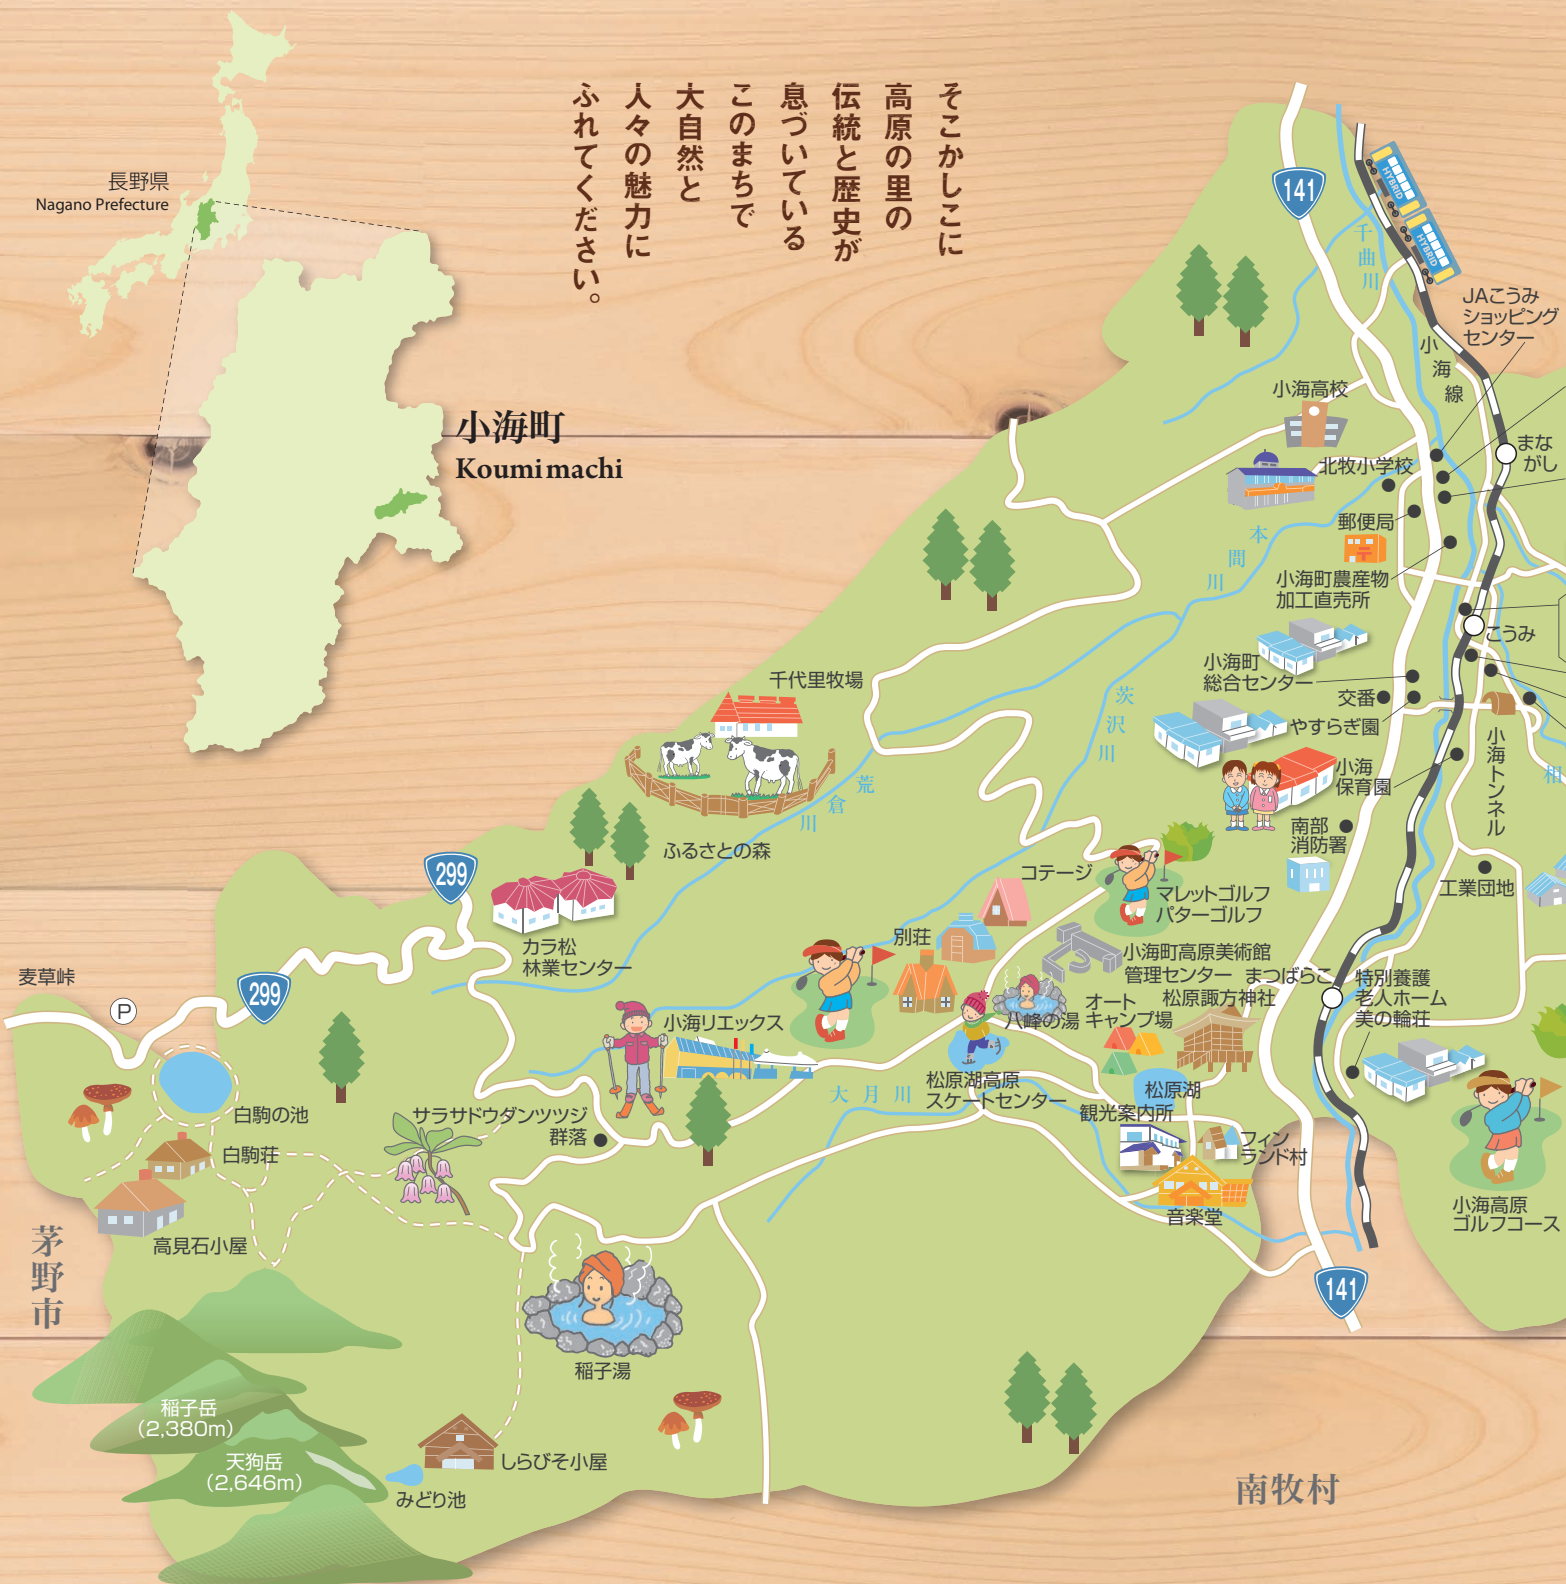 そこかしこに
高原の里の
伝統と歴史が
息づいている
このまちで
大自然と
人々の魅力に
ふれてください。
長野県
Nagano Prefecture
小海町
Koumimachi
141
HYBRID
HYBRID
千曲川
JAこうみ
ショッピング
センター
小海線
小海高校
まな
がし
北牧小学校
郵便局
本間川
小海町農産物
加工直売所
こうみ
小海町
総合センター
交番
やすらぎ園
茨沢川
千代里牧場
小海トンネル
相
小海
保育園
荒倉川
南部
消防署
ふるさとの森
299
コテージ
マレットゴルフ
パターゴルフ
工業団地
カラ松
林業センター
別荘
小海町高原美術館
管理センター
まつばらこ
特別養護
老人ホーム
美の輪荘
麦草峠
P
299
小海リエックス
八峰の湯
オート
キャンプ場
松原諏方神社
松原湖高原
スケートセンター
大月川
松原湖
白駒の池
サラサドウダンツツジ
群落
観光案内所
白駒荘
フィン
ランド村
音楽堂
小海高原
ゴルフコース
高見石小屋
茅野市
141
稲子湯
稲子岳
(2,380m)
天狗岳
(2,646m)
しらびそ小屋
みどり池
南牧村